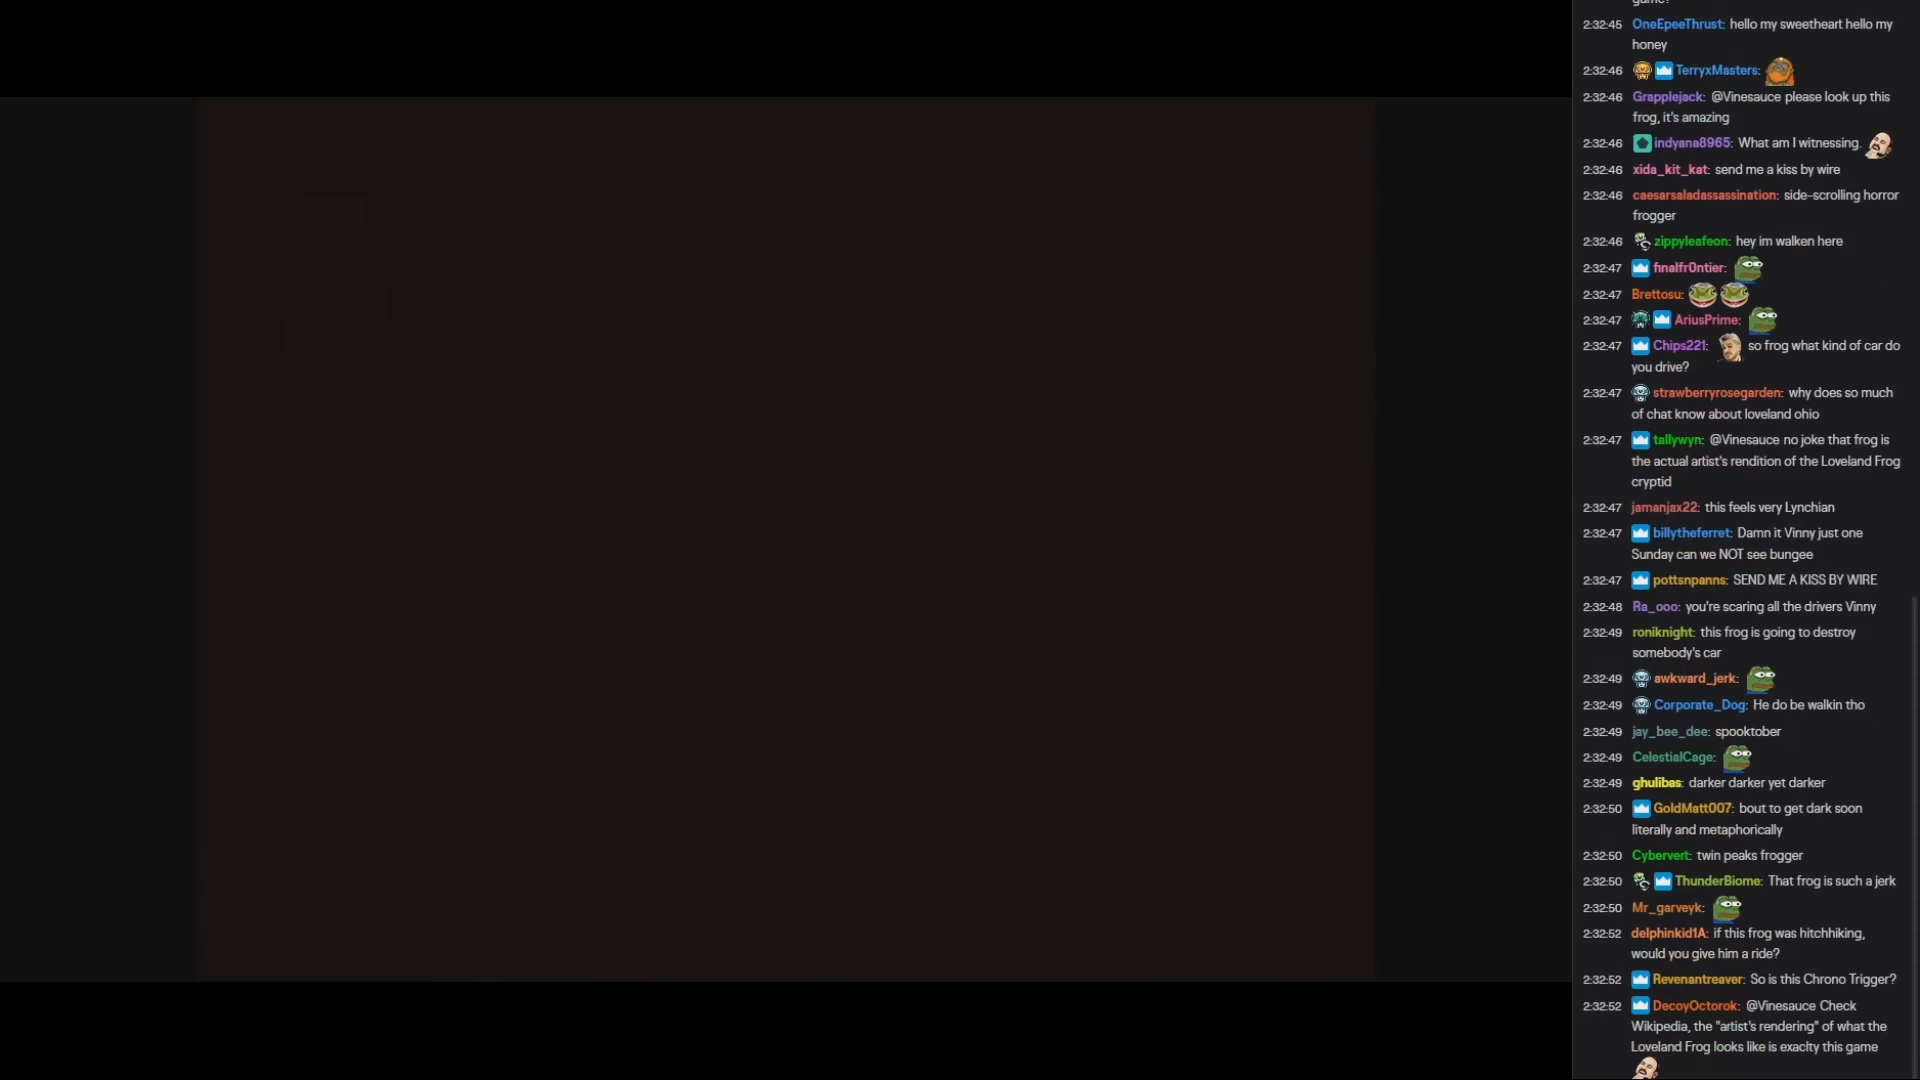 game?
2:32:45 OneEpeeThrust: hello my sweetheart hello my
honey
2:32:46 TerryxMasters:
2:32:46 Grapplejack: @Vinesauce please look up this
frog, it's amazing
2:32:46 indyana8965: What am I witnessing.
2:32:46 xida_kit_kat: send me a kiss by wire
2:32:46 caesarsaladassassination: side-scrolling horror
frogger
2:32:46 zippyleafeon: hey im walken here
2:32:47 finalfr0ntier:
2:32:47 Brettosu:
2:32:47 AriusPrime:
2:32:47 Chips221: so frog what kind of car do
you drive?
2:32:47 strawberryrosegarden: why does so much
of chat know about loveland ohio
2:32:47 tallywyn: @Vinesauce no joke that frog is
the actual artist's rendition of the Loveland Frog
cryptid
2:32:47 jamanjax22: this feels very Lynchian
2:32:47 billytheferret: Damn it Vinny just one
Sunday can we NOT see bungee
2:32:47 pottsnpanns: SEND ME A KISS BY WIRE
2:32:48 Ra_ooo: you're scaring all the drivers Vinny
2:32:49 roniknight: this frog is going to destroy
somebody's car
2:32:49 awkward_jerk:
2:32:49 Corporate_Dog: He do be walkin tho
2:32:49 jay_bee_dee: spooktober
2:32:49 CelestialCage:
2:32:49 ghulibas: darker darker yet darker
2:32:50 GoldMatt007: bout to get dark soon
literally and metaphorically
2:32:50 Cybervert: twin peaks frogger
2:32:50 ThunderBiome: That frog is such a jerk
2:32:50 Mr_garveyk:
2:32:52 delphinkid1A: if this frog was hitchhiking,
would you give him a ride?
2:32:52 Revenantreaver: So is this Chrono Trigger?
2:32:52 DecoyOctorok: @Vinesauce Check
Wikipedia, the "artist's rendering" of what the
Loveland Frog looks like is exaclty this game